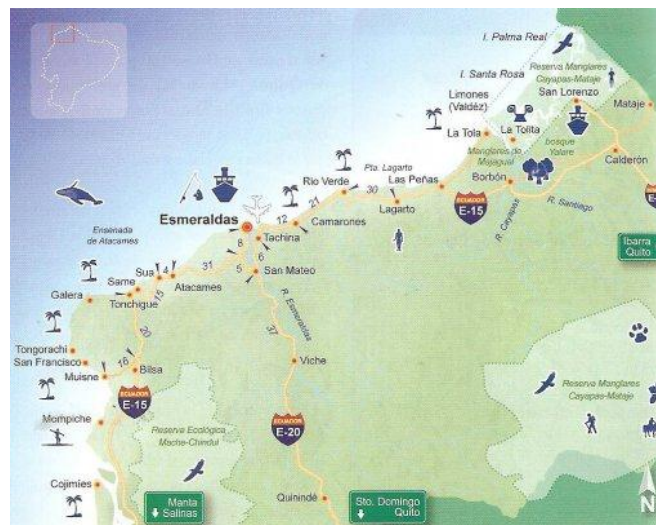 I. Palma Real
Reserva Manglares
Cayapas-Mataje
I. Santa Rosa
San Lorenzo
Limones
(Valdéz)
Mataje
La Tola
La Tolita
Manglares de
Majagual
bosque
Yalare
Calderón
Pta. Lagarto
Las Peñas
Borbón
Rio Verde
30
21
Lagarto
ECUADOR
E-15
R. Cayapas
R. Santiago
Esmeraldas
12
Camarones
Tachina
Ensenada
de Atacames
8
6
5
San Mateo
Ibarra
Quito
Sua
4
31
Atacames
Same
Tonchigue
15
Galera
R. Esmeraldas
37
20
Tongorachi
San Francisco
16
Muisne
Bilsa
Viche
ECUADOR
E-15
Reserva Manglares
Cayapas-Mataje
Mompiche
Reserva Ecológica
Mache-Chindul
ECUADOR
E-20
Cojimíes
Manta
Salinas
Quinindé
Sto. Domingo
Quito
N